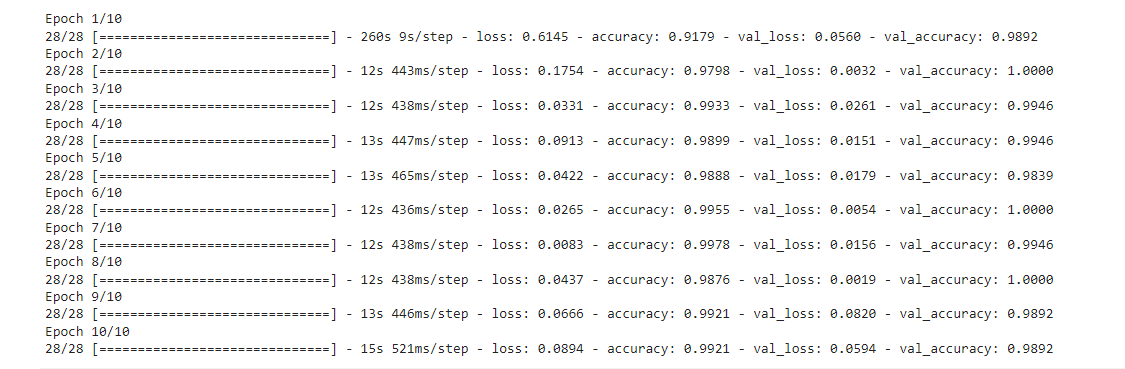 Epoch 1/10
28/28 [==============================] - 260s 9s/step - loss: 0.6145 - accuracy: 0.9179 - val_loss: 0.0560 - val_accuracy: 0.9892
Epoch 2/10
28/28 [==============================] - 12s 443ms/step - loss: 0.1754 - accuracy: 0.9798 - val_loss: 0.0032 - val_accuracy: 1.0000
Epoch 3/10
28/28 [==============================] - 12s 438ms/step - loss: 0.0331 - accuracy: 0.9933 - val_loss: 0.0261 - val_accuracy: 0.9946
Epoch 4/10
28/28 [==============================] - 13s 447ms/step - loss: 0.0913 - accuracy: 0.9899 - val_loss: 0.0151 - val_accuracy: 0.9946
Epoch 5/10
28/28 [==============================] - 13s 465ms/step - loss: 0.0422 - accuracy: 0.9888 - val_loss: 0.0179 - val_accuracy: 0.9839
Epoch 6/10
28/28 [==============================] - 12s 436ms/step - loss: 0.0265 - accuracy: 0.9955 - val_loss: 0.0054 - val_accuracy: 1.0000
Epoch 7/10
28/28 [==============================] - 12s 438ms/step - loss: 0.0083 - accuracy: 0.9978 - val_loss: 0.0156 - val_accuracy: 0.9946
Epoch 8/10
28/28 [==============================] - 12s 438ms/step - loss: 0.0437 - accuracy: 0.9876 - val_loss: 0.0019 - val_accuracy: 1.0000
Epoch 9/10
28/28 [==============================] - 13s 446ms/step - loss: 0.0666 - accuracy: 0.9921 - val_loss: 0.0820 - val_accuracy: 0.9892
Epoch 10/10
28/28 [==============================] - 15s 521ms/step - loss: 0.0894 - accuracy: 0.9921 - val_loss: 0.0594 - val_accuracy: 0.9892